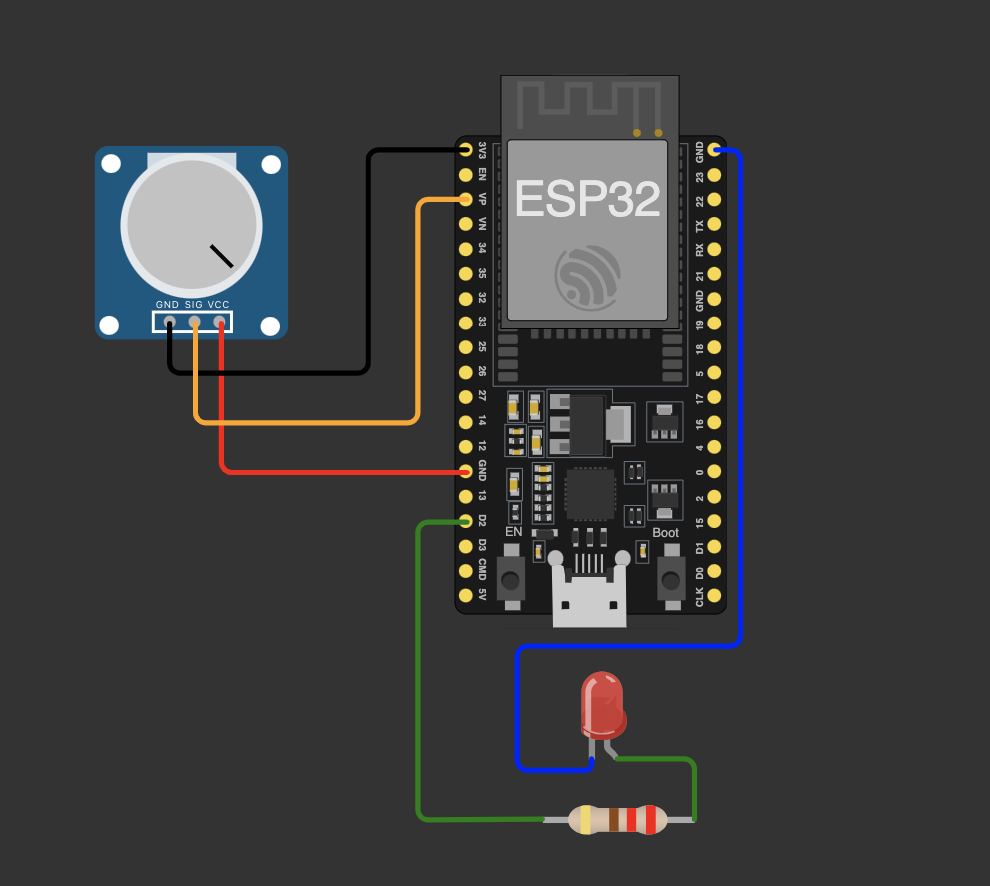 GND SIG VCC
ESP32
3V3
EN
VP
VN
34
35
32
33
25
26
27
14
12
GND
13
D2
D3
CMD
5V
GND
23
22
TX
RX
21
GND
19
18
5
17
16
4
0
2
15
D1
D0
CLK
EN
Boot